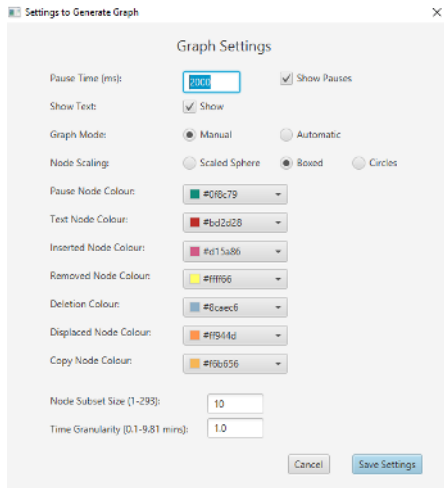 Settings to Generate Graph
Graph Settings
Pause Time (ms): 2000 Show Pauses
Show Text: Show
Graph Mode: Manual Automatic
Node Scaling: Scaled Sphere Boxed Circles
Pause Node Colour: #0f8c79
Text Node Colour: #bd2d28
Inserted Node Colour: #d15a86
Removed Node Colour: #ffff66
Deletion Colour: #8caec6
Displaced Node Colour: #ff944d
Copy Node Colour: #f6b656
Node Subset Size (1-293): 10
Time Granularity (0.1-9.81 mins): 1.0
Cancel Save Settings